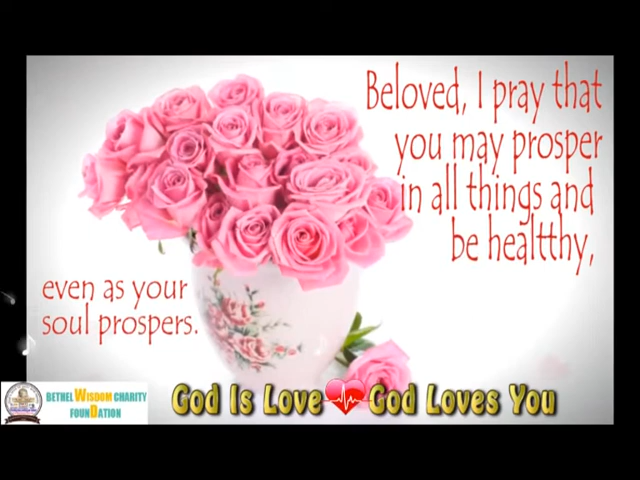 Beloved, I pray that
you may prosper
in all things and
be healtthy,
even as your
soul prospers.
BETHEL WISDOM CHARITY
FOUNDATION
God Is Love God Loves You